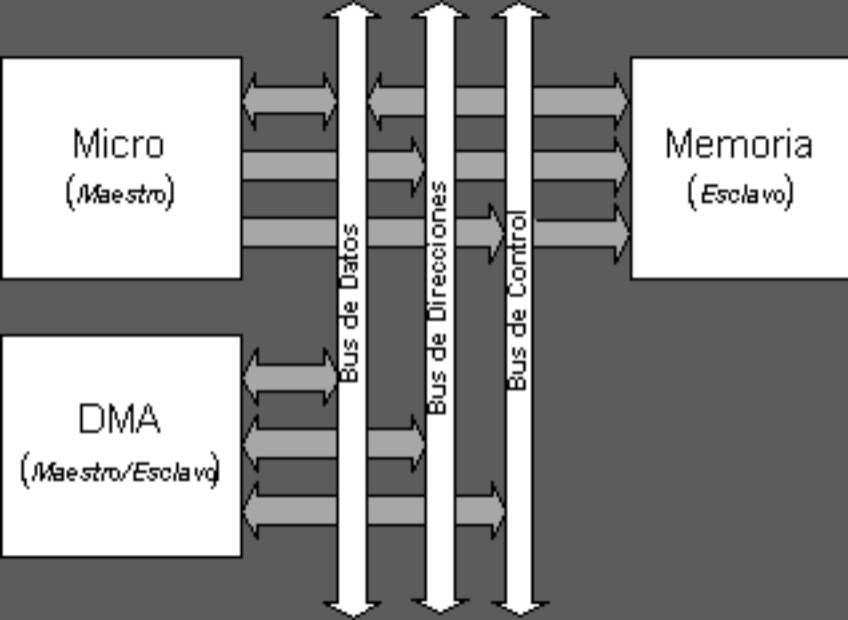 Micro
(Maestro)
Memoria
(Esclavo)
Bus de Datos
Bus de Direcciones
Bus de Control
DMA
(Maestro/Esclavo)